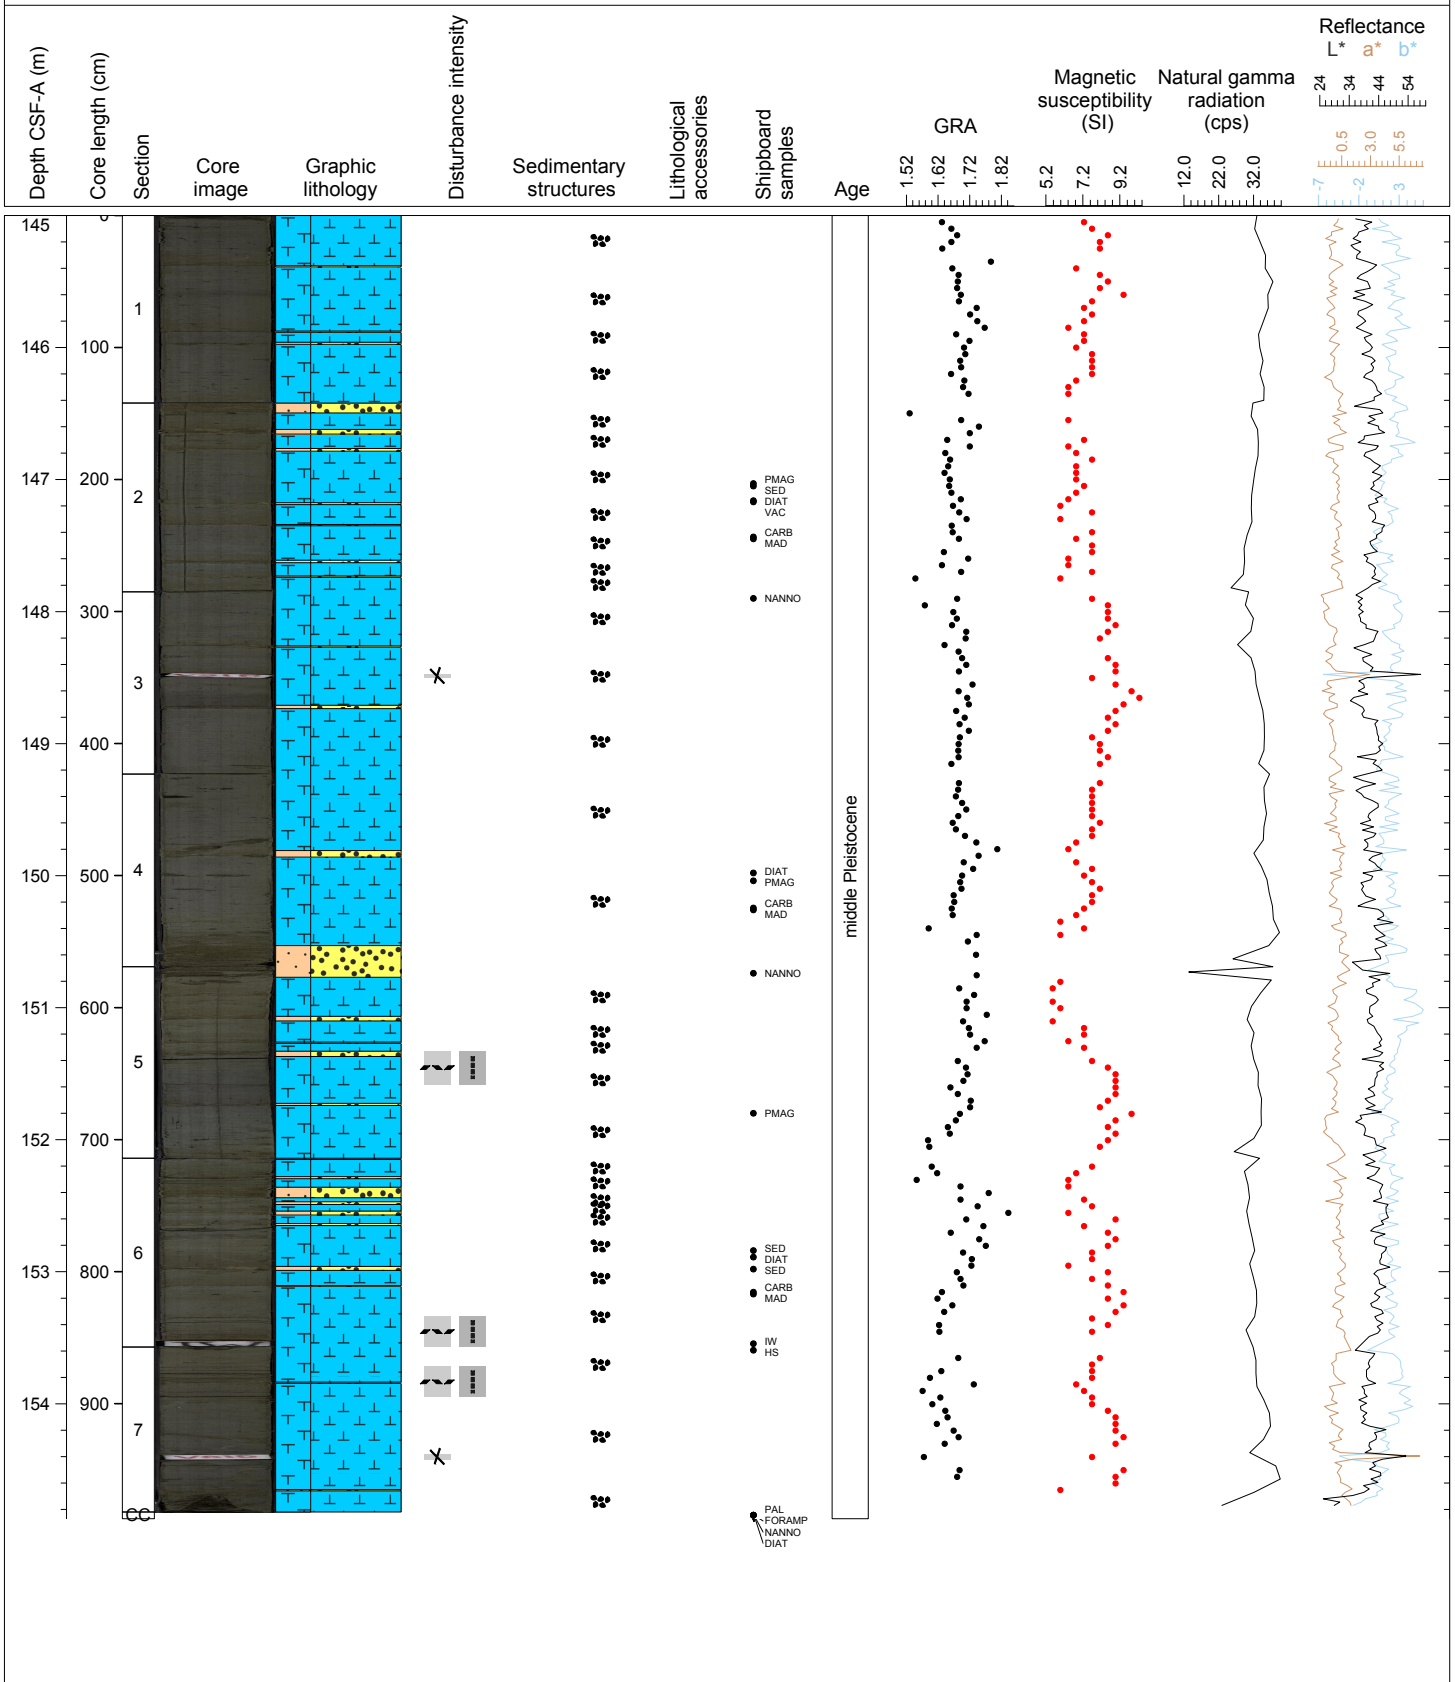 Depth CSF-A (m)
Core length (cm)
Section
Core
image
Graphic
lithology
Disturbance intensity
Sedimentary
structures
Lithological
accessories
Shipboard
samples
Age
GRA
1.52
1.62
1.72
1.82
Magnetic
susceptibility
(SI)
5.2
7.2
9.2
Natural gamma
radiation
(cps)
12.0
22.0
32.0
Reflectance
L* a* b*
24
34
44
54
0.5
3.0
5.5
-7
-2
3
145
146
147
148
149
150
151
152
153
154
0
100
200
300
400
500
600
700
800
900
1
2
3
4
5
6
7
CC
PMAG
SED
DIAT
VAC
CARB
MAD
NANNO
DIAT
PMAG
CARB
MAD
NANNO
PMAG
SED
DIAT
SED
CARB
MAD
IW
HS
PAL
FORAMP
NANNO
DIAT
middle Pleistocene